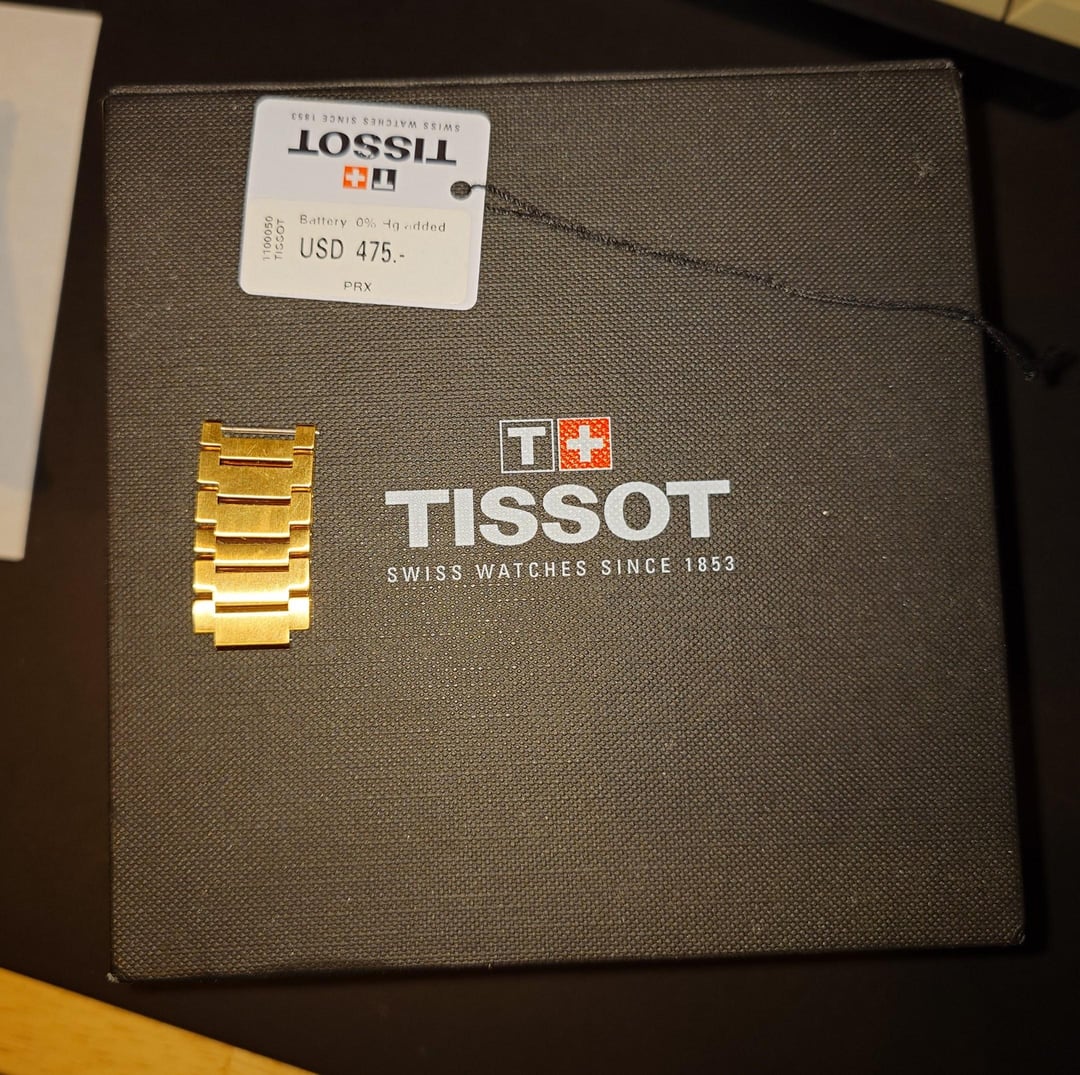 SWISS WATCHES SINCE 1853
TISSOT
T
Battery 0% Hg added
USD 475.-
PRX
1100050
TISSOT
T
TISSOT
SWISS WATCHES SINCE 1853